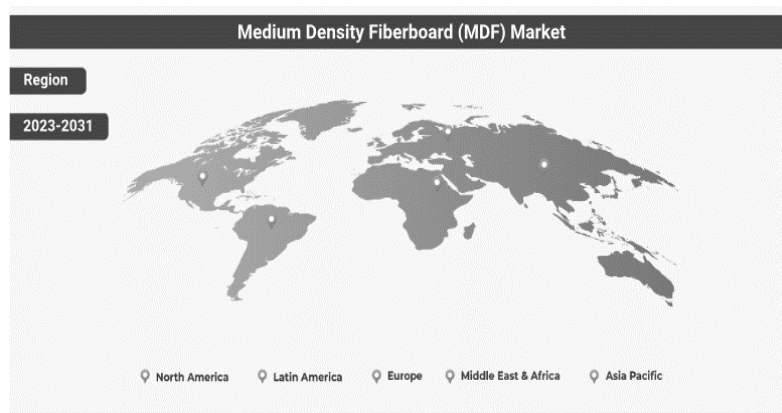 Medium Density Fiberboard (MDF) Market
Region
2023-2031
North America
Latin America
Europe
Middle East & Africa
Asia Pacific